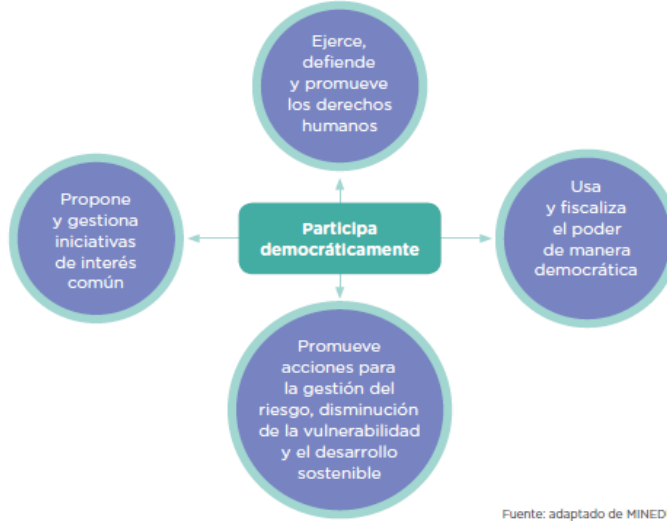 Ejerce,
defiende
y promueve
los derechos
humanos
Propone
y gestiona
iniciativas
de interés
común
Participa
democráticamente
Usa
y fiscaliza
el poder
de manera
democrática
Promueve
acciones para
la gestión del
riesgo, disminución
de la vulnerabilidad
y el desarrollo
sostenible
Fuente: adaptado de MINED